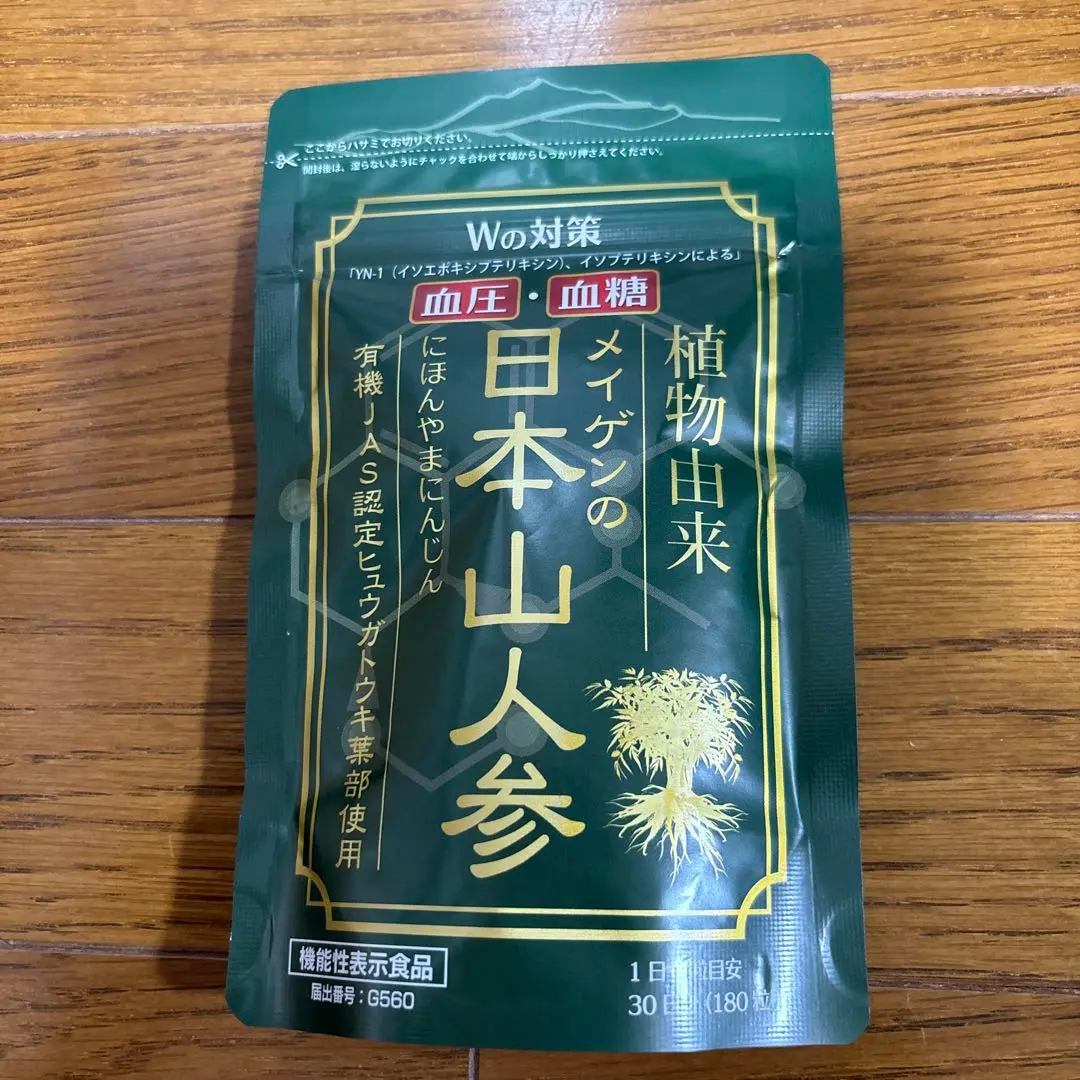 ここからハサミでお切りください。
開封後は、湿らないようにチャックを合わせて端からしっかり押さえてください。
Wの対策
「YN-1（イソエポキシプテリキシン）、イソプテリキシンによる」
血圧・血糖
植物由来
メイゲンの
日本山人参
にほんやまにんじん
有機JAS認定ヒュウガトウキ葉部使用
機能性表示食品
届出番号：G560
1日 目安
30日 （180粒